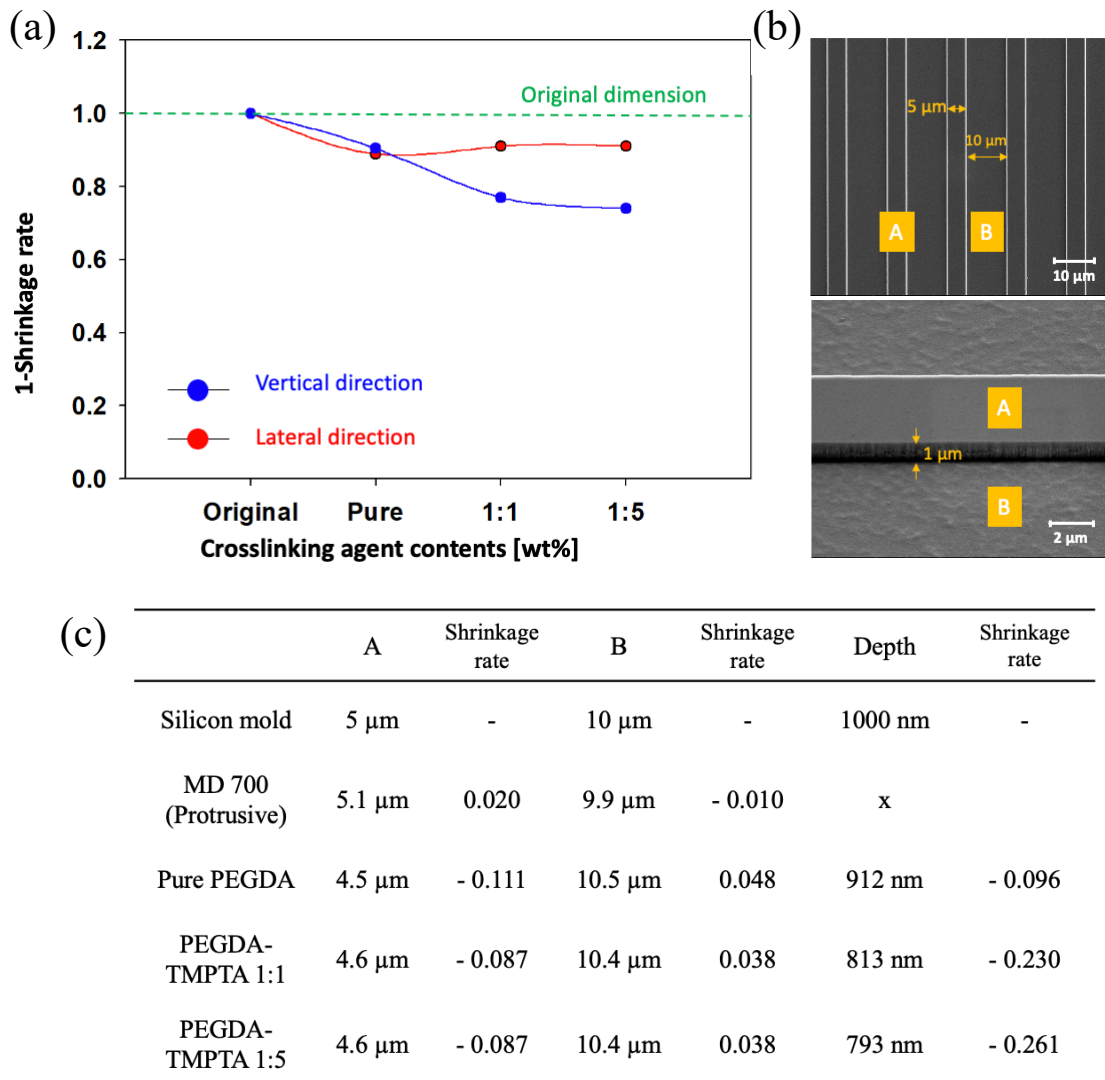 (a)
1.2
1.0
0.8
0.6
0.4
0.2
0.0
1-Shrinkage rate
Original dimension
Vertical direction
Lateral direction
Original Pure 1:1 1:5
Crosslinking agent contents [wt%]
(b)
5 µm
10 µm
A B
10 µm
A
1 µm
B
2 µm
(c)
A Shrinkage rate B Shrinkage rate Depth Shrinkage rate
Silicon mold 5 µm - 10 µm - 1000 nm -
MD 700
(Protrusive) 5.1 µm 0.020 9.9 µm - 0.010 x
Pure PEGDA 4.5 µm - 0.111 10.5 µm 0.048 912 nm - 0.096
PEGDA-
TMPTA 1:1 4.6 µm - 0.087 10.4 µm 0.038 813 nm - 0.230
PEGDA-
TMPTA 1:5 4.6 µm - 0.087 10.4 µm 0.038 793 nm - 0.261